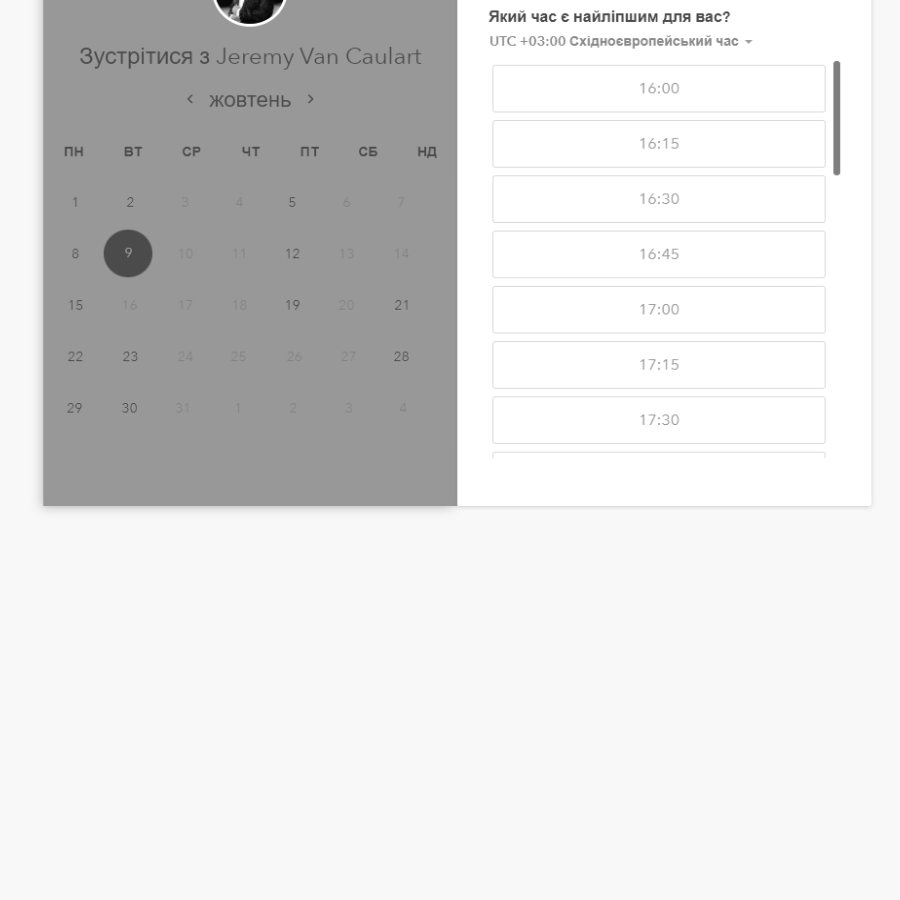 Зустрітися з Jeremy Van Caulart
жовтень
ПН ВТ СР ЧТ ПТ СБ НД
1 2 3 4 5 6 7
8 9 10 11 12 13 14
15 16 17 18 19 20 21
22 23 24 25 26 27 28
29 30 31 1 2 3 4
Який час є найліпшим для вас?
UTC +03:00 Східноєвропейський час
16:00
16:15
16:30
16:45
17:00
17:15
17:30